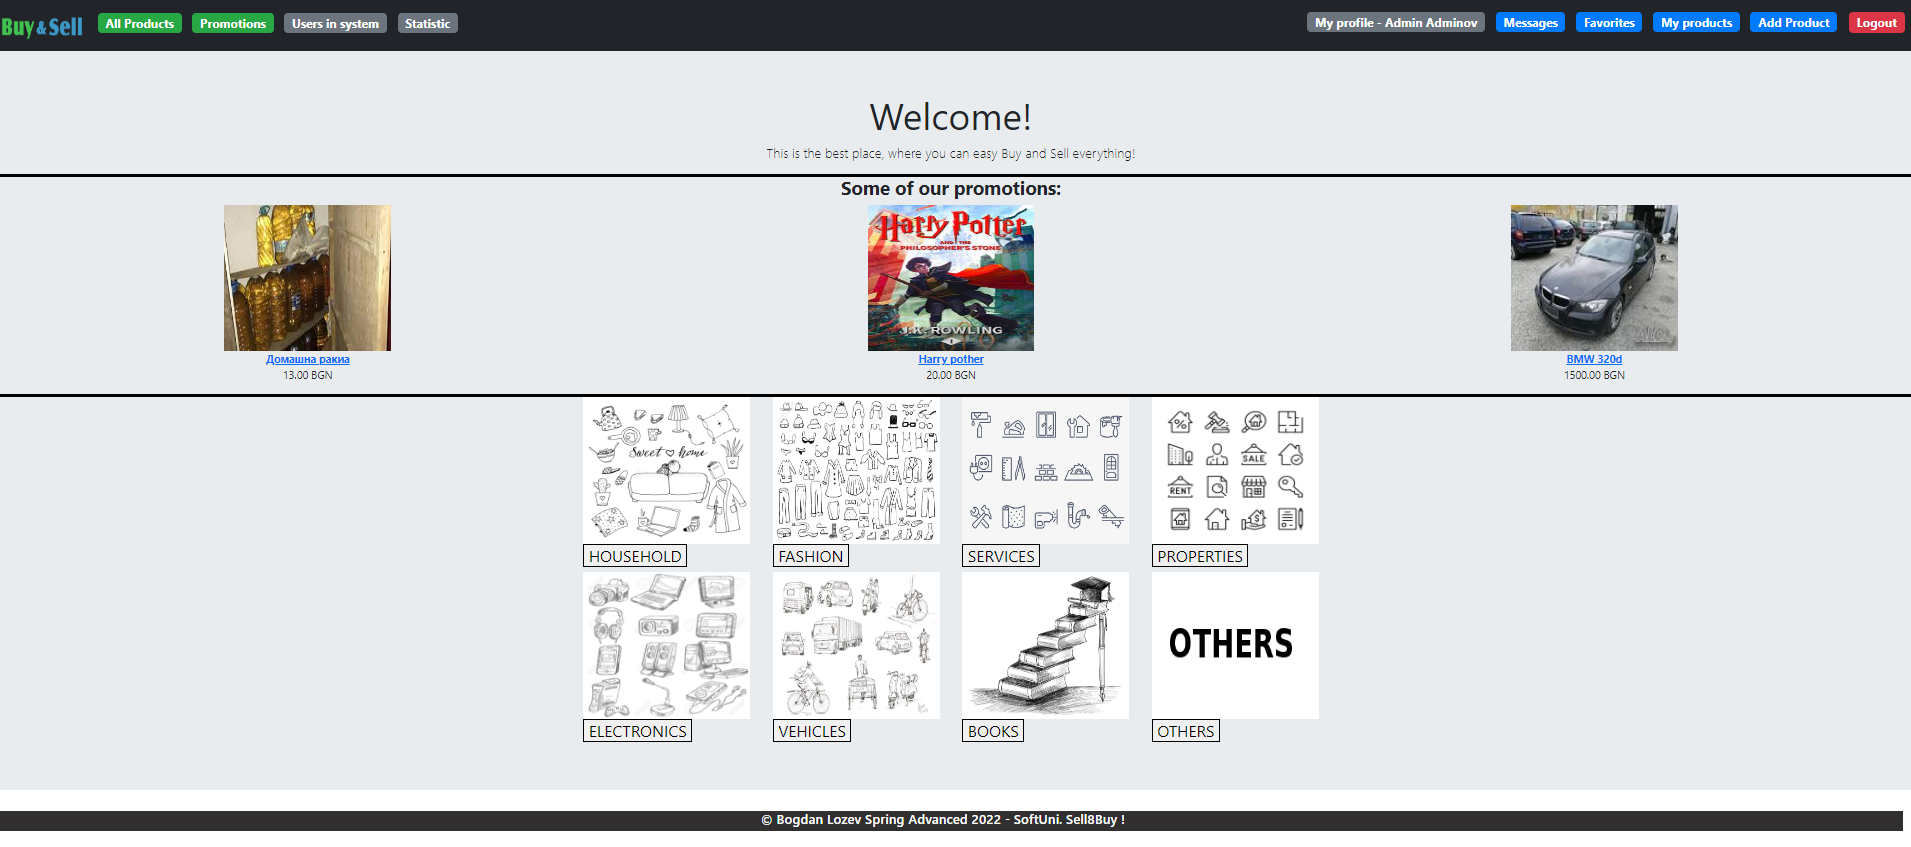 Buy & Sell All Products Promotions Users in system Statistic My profile - Admin Adminov Messages Favorites My products Add Product Logout
Welcome!
This is the best place, where you can easy Buy and Sell everything!
Some of our promotions:
Harry Potter
AND THE
PHILOSOPHER'S STONE
J.K. ROWLING
Домашна ракиа Harry pother BMW 320d
13.00 BGN 20.00 BGN 1500.00 BGN
Sweet home
SALE
RENT
HOUSEHOLD FASHION SERVICES PROPERTIES
OTHERS
ELECTRONICS VEHICLES BOOKS OTHERS
© Bogdan Lozev Spring Advanced 2022 - SoftUni. Sell8Buy !